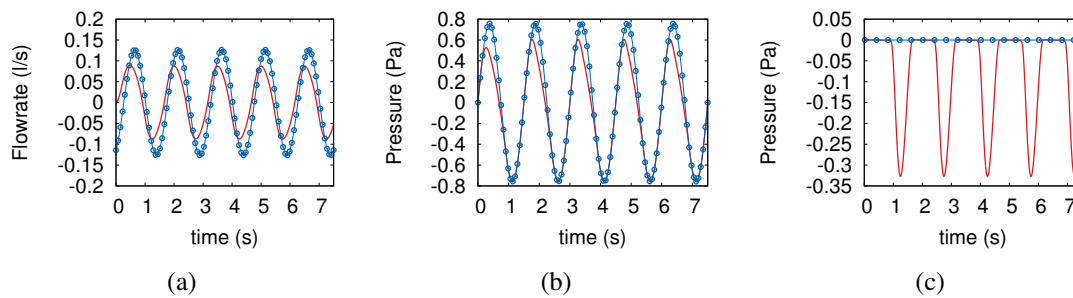 0.2
0.15
0.1
0.05
0
-0.05
-0.1
-0.15
-0.2
Flowrate (l/s)
0 1 2 3 4 5 6 7
time (s)
(a)
0.8
0.6
0.4
0.2
0
-0.2
-0.4
-0.6
-0.8
Pressure (Pa)
0 1 2 3 4 5 6 7
time (s)
(b)
0.05
0
-0.05
-0.1
-0.15
-0.2
-0.25
-0.3
-0.35
Pressure (Pa)
0 1 2 3 4 5 6 7
time (s)
(c)